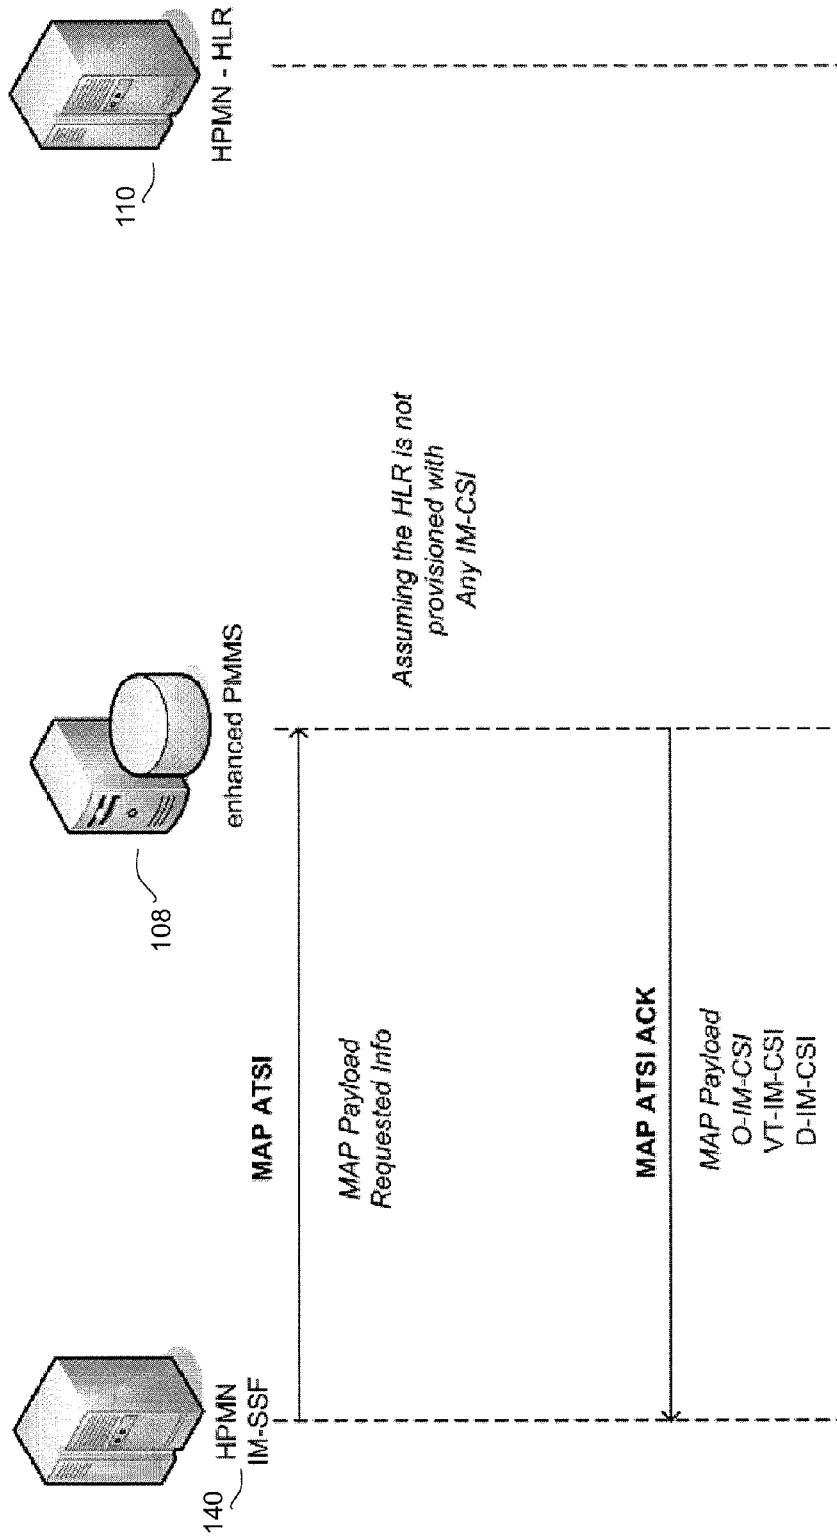 140
HPMN
IM-SSF
108
enhanced PMMS
110
HPMN - HLR
MAP ATSI
MAP Payload
Requested Info
Assuming the HLR is not
provisioned with
Any IM-CSI
MAP ATSI ACK
MAP Payload
O-IM-CSI
VT-IM-CSI
D-IM-CSI